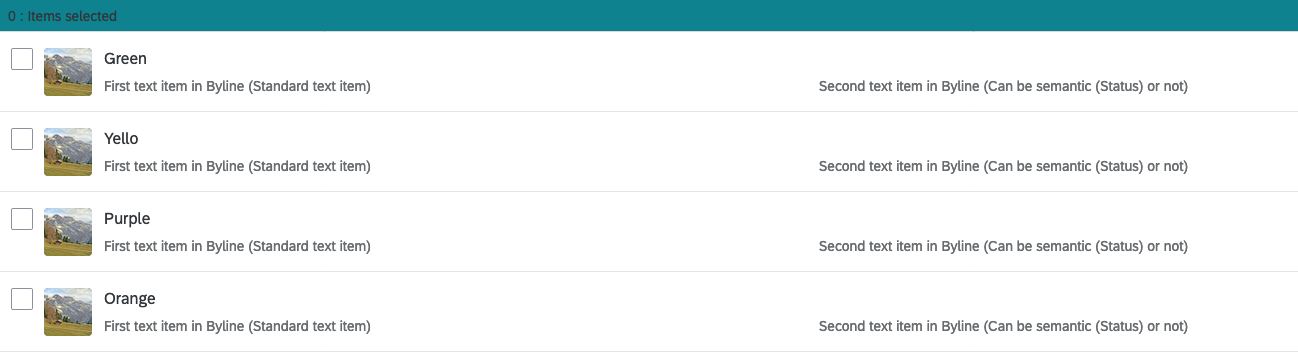 0 : Items selected
Green
First text item in Byline (Standard text item) Second text item in Byline (Can be semantic (Status) or not)
Yello
First text item in Byline (Standard text item) Second text item in Byline (Can be semantic (Status) or not)
Purple
First text item in Byline (Standard text item) Second text item in Byline (Can be semantic (Status) or not)
Orange
First text item in Byline (Standard text item) Second text item in Byline (Can be semantic (Status) or not)